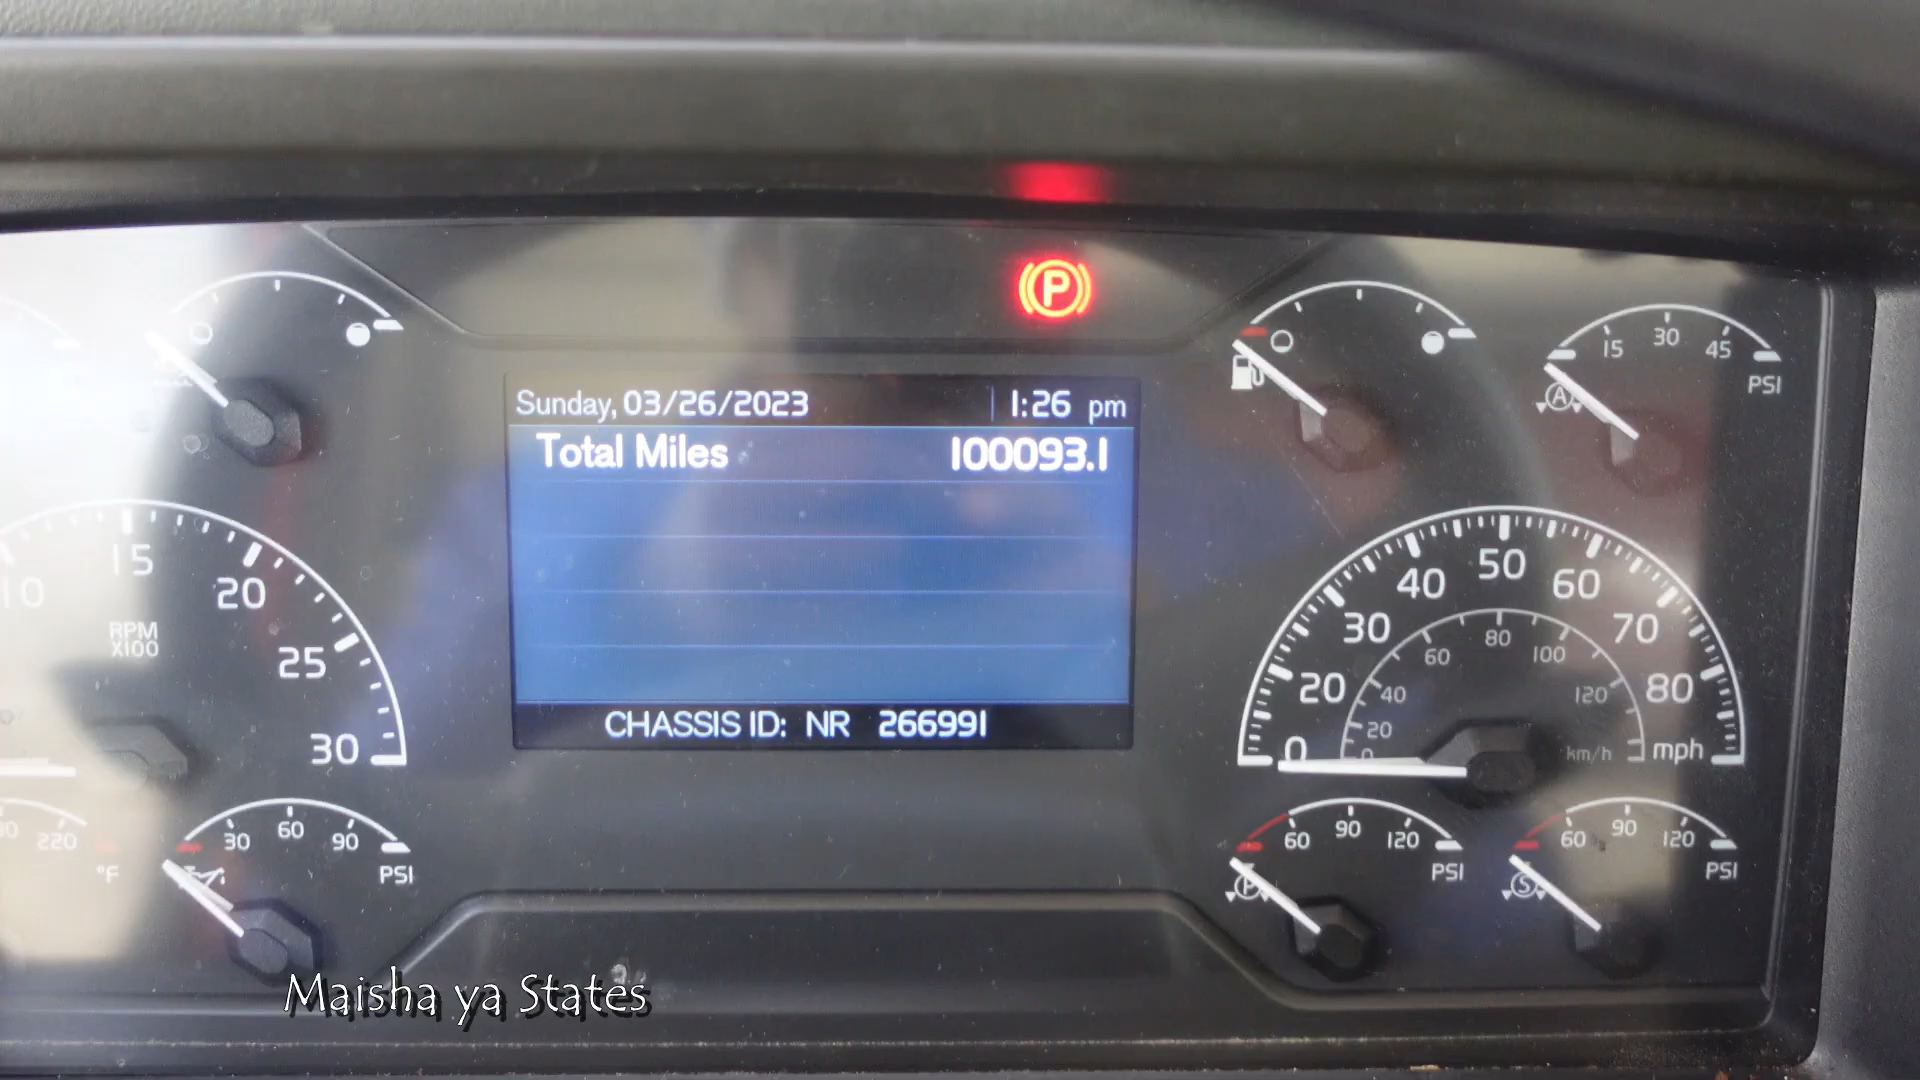 Sunday, 03/26/2023 1:26 pm
Total Miles 100093.1
CHASSIS ID: NR 266991
P
15 30 45
PSI
A
10 15 20 25 30
RPM
X100
0 20 30 40 50 60 70 80 mph
0 20 40 60 80 100 120 km/h
220
°F
30 60 90
PSI
60 90 120
PSI
P
60 90 120
PSI
S
Maisha ya States